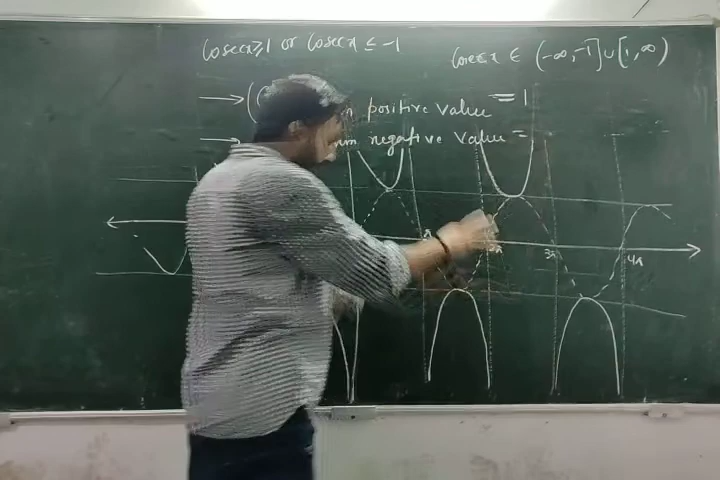 Cosecx ≥ 1 or Cosecx ≤ -1
Cosecx ∈ (-∞, -1] ∪ [1, ∞)
→ positive value = 1
→ negative value =
3π
4π